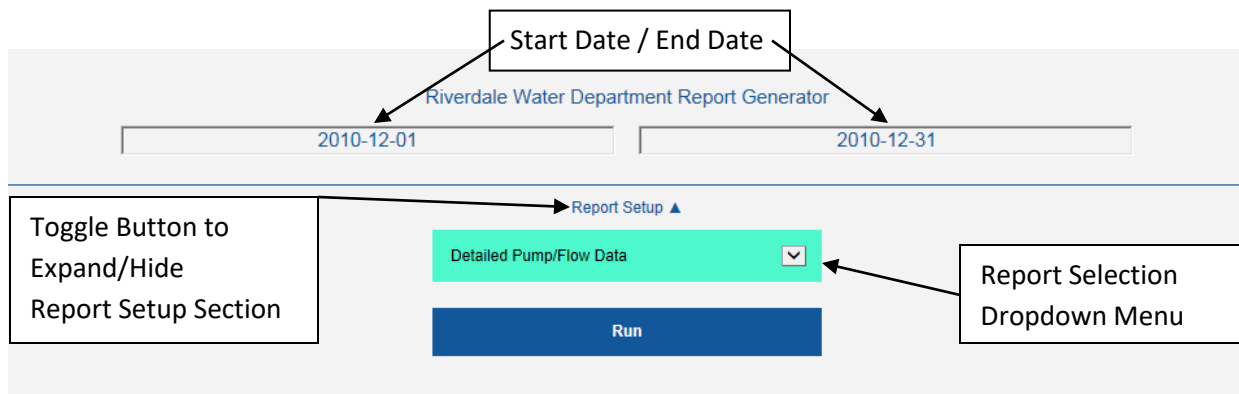 Start Date / End Date
Riverdale Water Department Report Generator
2010-12-01
2010-12-31
Toggle Button to
Expand/Hide
Report Setup Section
Report Setup ▲
Detailed Pump/Flow Data
Report Selection
Dropdown Menu
Run